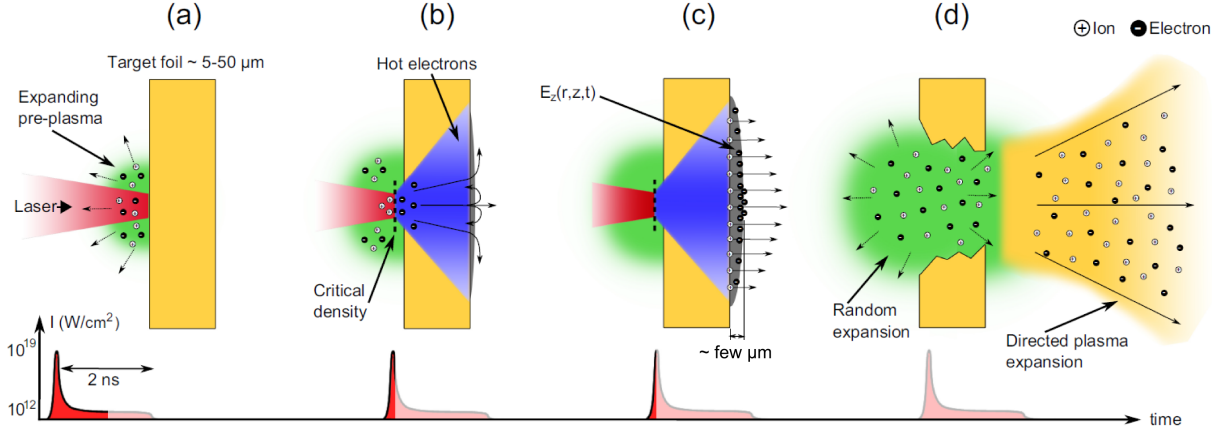 (a)
(b)
(c)
(d)
Ion
Electron
Target foil ~ 5-50 μm
Expanding
pre-plasma
Laser
Hot electrons
Critical
density
E_z(r,z,t)
~ few μm
Random
expansion
Directed plasma
expansion
I (W/cm²)
10¹⁹
2 ns
10¹²
time